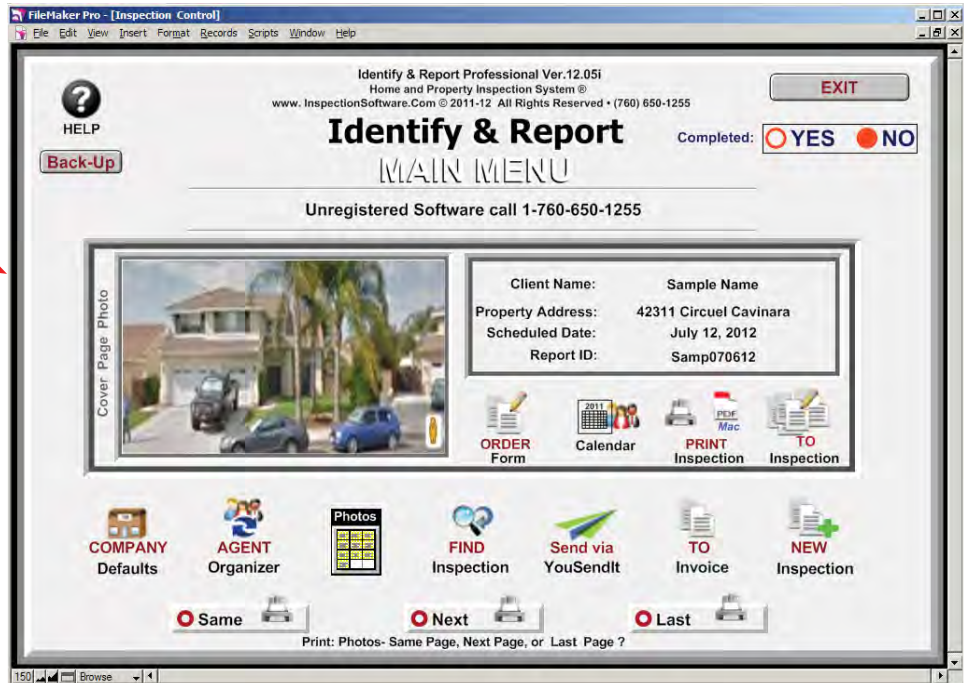 FileMaker Pro - [Inspection Control]
File Edit View Insert Format Records Scripts Window Help
Identify & Report Professional Ver.12.05i
Home and Property Inspection System ®
www. InspectionSoftware.Com © 2011-12 All Rights Reserved • (760) 650-1255
EXIT
HELP
Identify & Report
Completed: YES NO
Back-Up
MAIN MENU
Unregistered Software call 1-760-650-1255
Cover Page Photo
Client Name: Sample Name
Property Address: 42311 Circuel Cavinara
Scheduled Date: July 12, 2012
Report ID: Samp070612
2011
PDF
Mac
ORDER Form
Calendar
PRINT Inspection
TO Inspection
Photos
COMPANY Defaults
AGENT Organizer
FIND Inspection
Send via YouSendIt
TO Invoice
NEW Inspection
Same
Next
Last
Print: Photos- Same Page, Next Page, or Last Page ?
150 Browse